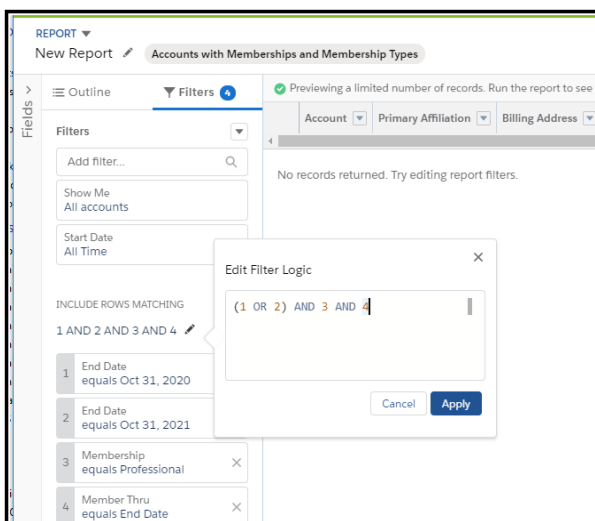 REPORT
New Report Accounts with Memberships and Membership Types
Fields
Outline
Filters 4
Previewing a limited number of records. Run the report to see
Account
Primary Affiliation
Billing Address
No records returned. Try editing report filters.
Filters
Add filter...
Show Me
All accounts
Start Date
All Time
INCLUDE ROWS MATCHING
1 AND 2 AND 3 AND 4
1
End Date
equals Oct 31, 2020
2
End Date
equals Oct 31, 2021
3
Membership
equals Professional
4
Member Thru
equals End Date
Edit Filter Logic
(1 OR 2) AND 3 AND 4
Cancel
Apply